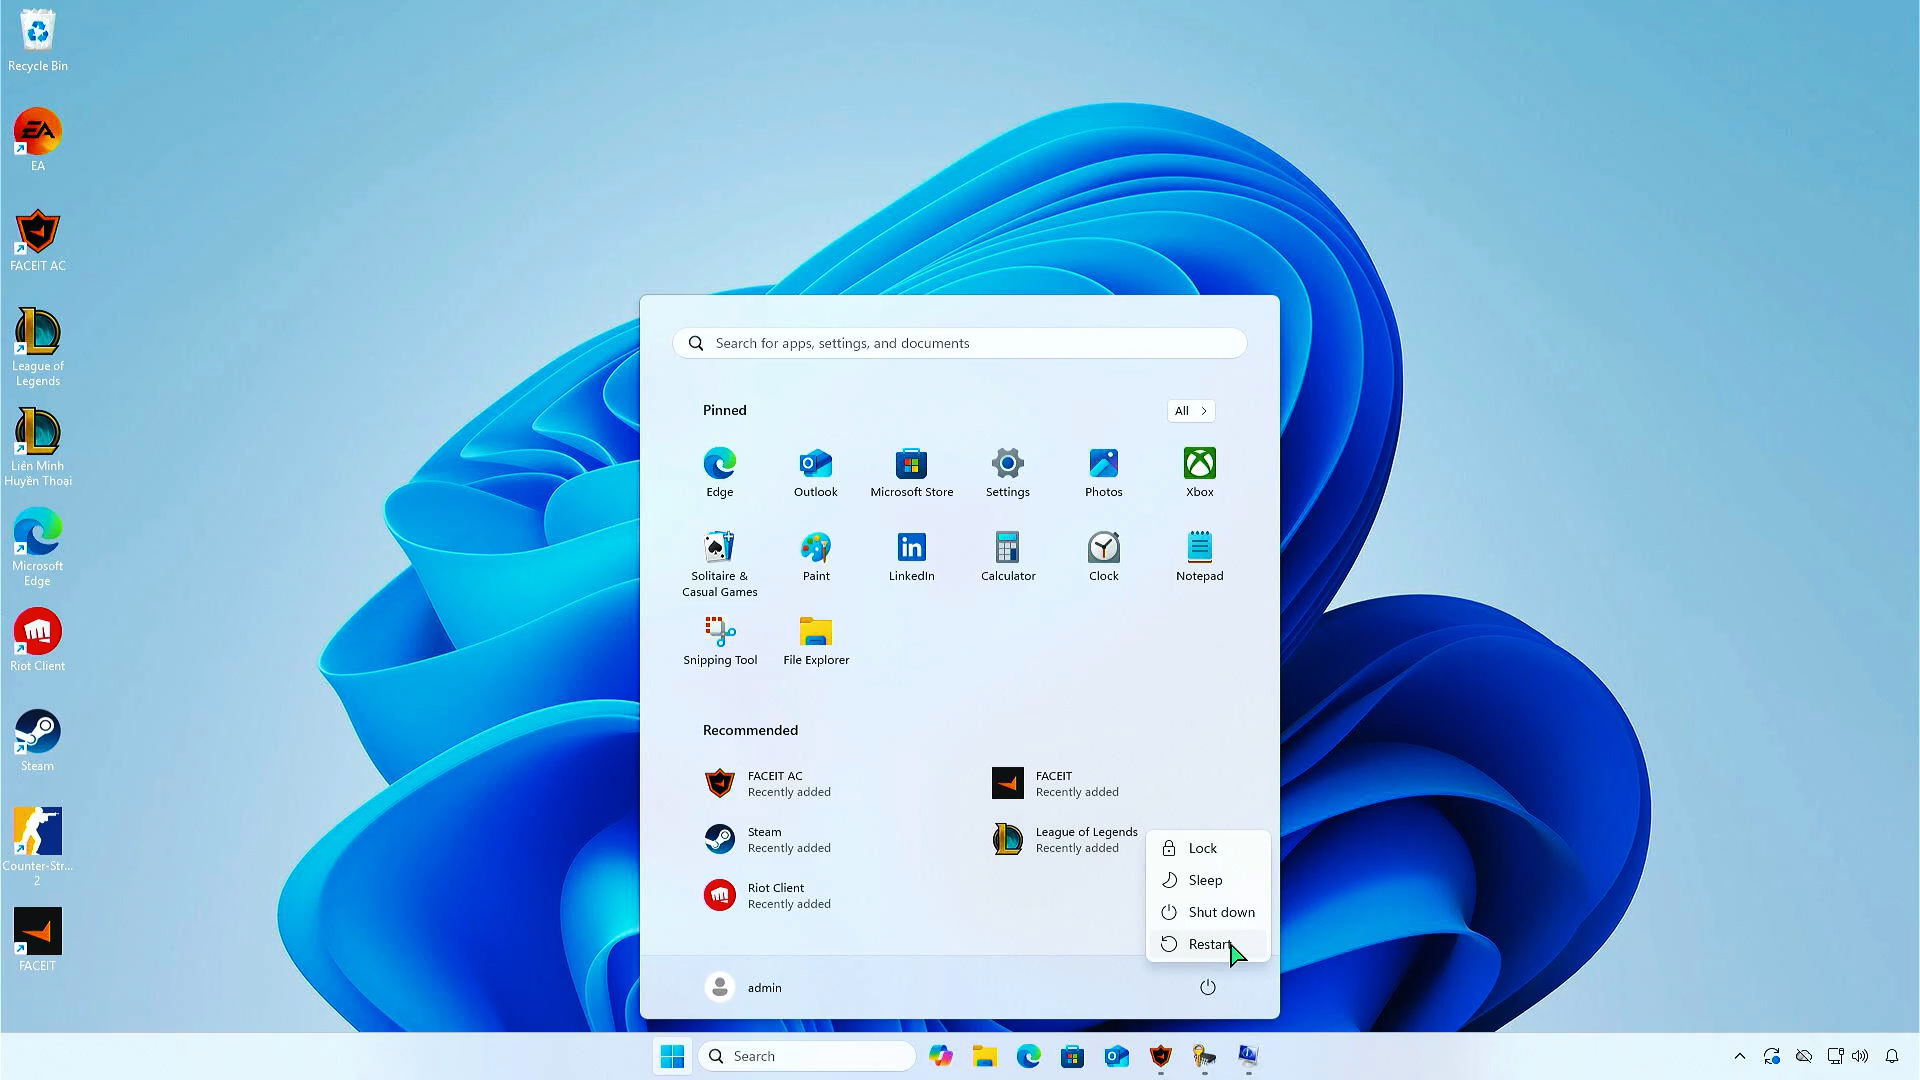 Recycle Bin
EA
EA
FACEIT AC
League of
Legends
Liên Minh
Huyền Thoại
Microsoft
Edge
Riot Client
Steam
Counter-Str...
2
FACEIT
Search for apps, settings, and documents
Pinned
All
Edge
Outlook
Microsoft Store
Settings
Photos
Xbox
Solitaire &
Casual Games
Paint
LinkedIn
Calculator
Clock
Notepad
Snipping Tool
File Explorer
Recommended
FACEIT AC
Recently added
FACEIT
Recently added
Steam
Recently added
League of Legends
Recently added
Riot Client
Recently added
Lock
Sleep
Shut down
Restart
admin
Search